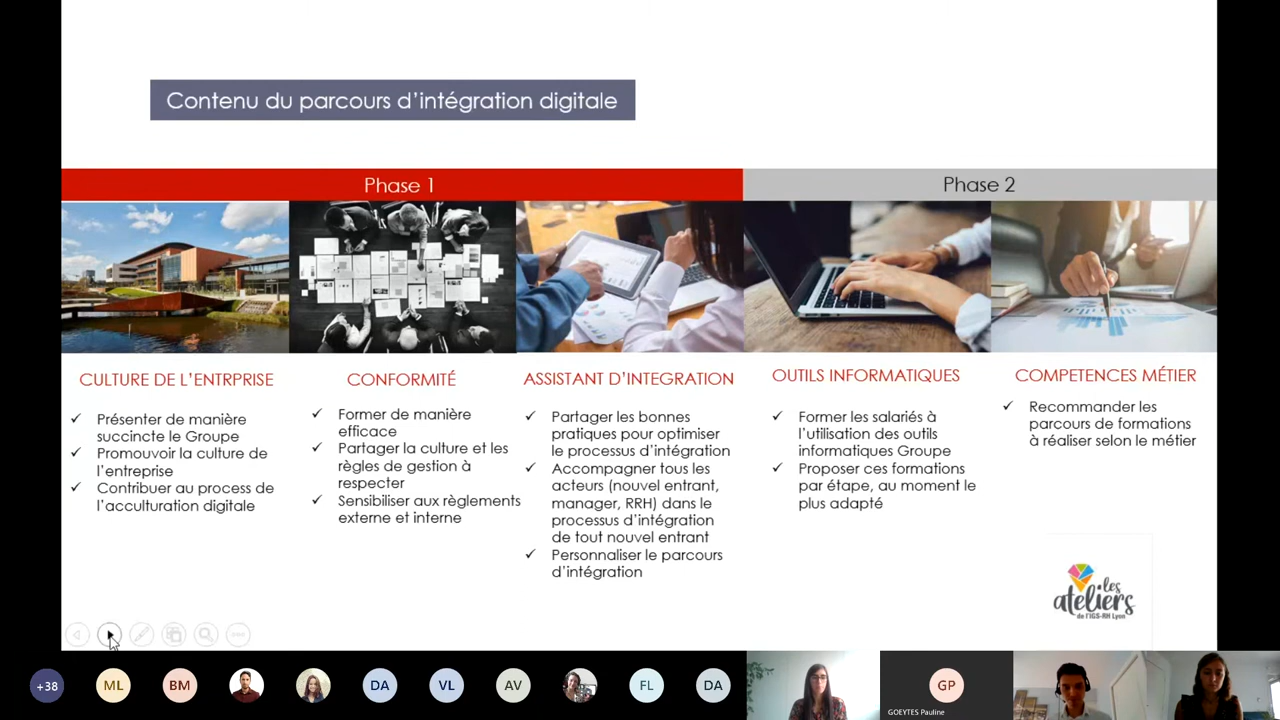 Contenu du parcours d’intégration digitale
Phase 1
Phase 2
CULTURE DE L’ENTRPRISE
Présenter de manière
succincte le Groupe
Promouvoir la culture de
l’entreprise
Contribuer au process de
l’acculturation digitale
CONFORMITÉ
Former de manière
efficace
Partager la culture et les
règles de gestion à
respecter
Sensibiliser aux règlements
externe et interne
ASSISTANT D’INTEGRATION
Partager les bonnes
pratiques pour optimiser
le processus d’intégration
Accompagner tous les
acteurs (nouvel entrant,
manager, RRH) dans le
processus d’intégration
de tout nouvel entrant
Personnaliser le parcours
d’intégration
OUTILS INFORMATIQUES
Former les salariés à
l’utilisation des outils
informatiques Groupe
Proposer ces formations
par étape, au moment le
plus adapté
COMPETENCES MÉTIER
Recommander les
parcours de formations
à réaliser selon le métier
les
ateliers
de l'IGS-RH Lyon
+38
ML
BM
DA
VL
AV
FL
DA
GP
GOEYTES Pauline